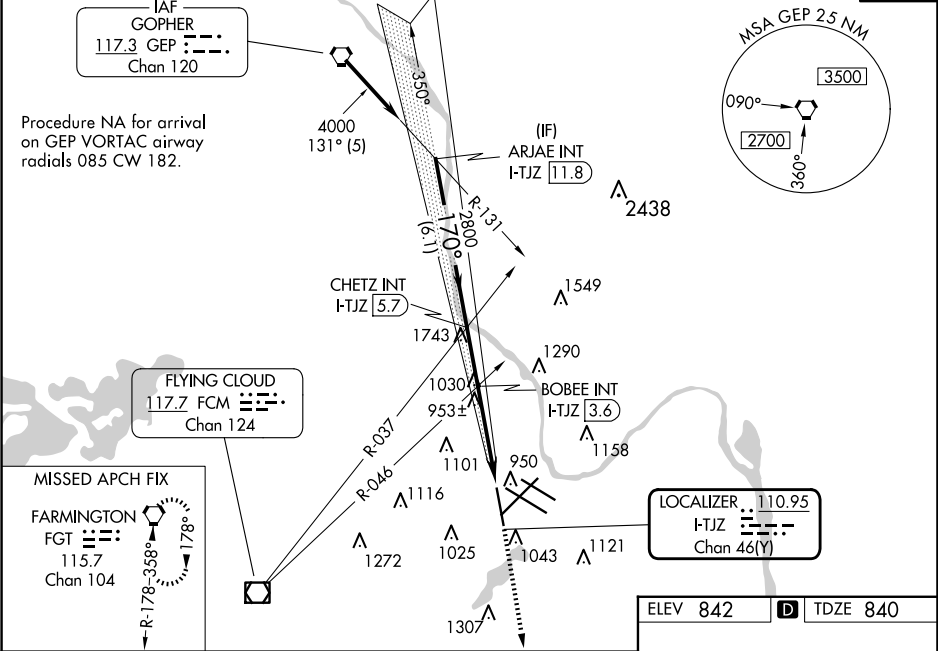 IAF
GOPHER
117.3 GEP
Chan 120
Procedure NA for arrival
on GEP VORTAC airway
radials 085 CW 182.
350°
4000
131° (5)
(IF)
ARJAE INT
I-TJZ 11.8
MSA GEP 25 NM
3500
090°
2700
360°
2438
R-131
2800
170°
(6.1)
CHETZ INT
I-TJZ 5.7
1549
1743
1290
1030
BOBEE INT
I-TJZ 3.6
953±
FLYING CLOUD
117.7 FCM
Chan 124
R-037
R-046
1158
1101
950
1116
1272
1025
1043
1121
1307
LOCALIZER 110.95
I-TJZ
Chan 46(Y)
MISSED APCH FIX
FARMINGTON
FGT
115.7
Chan 104
178°
R-178-358°
ELEV 842 D TDZE 840